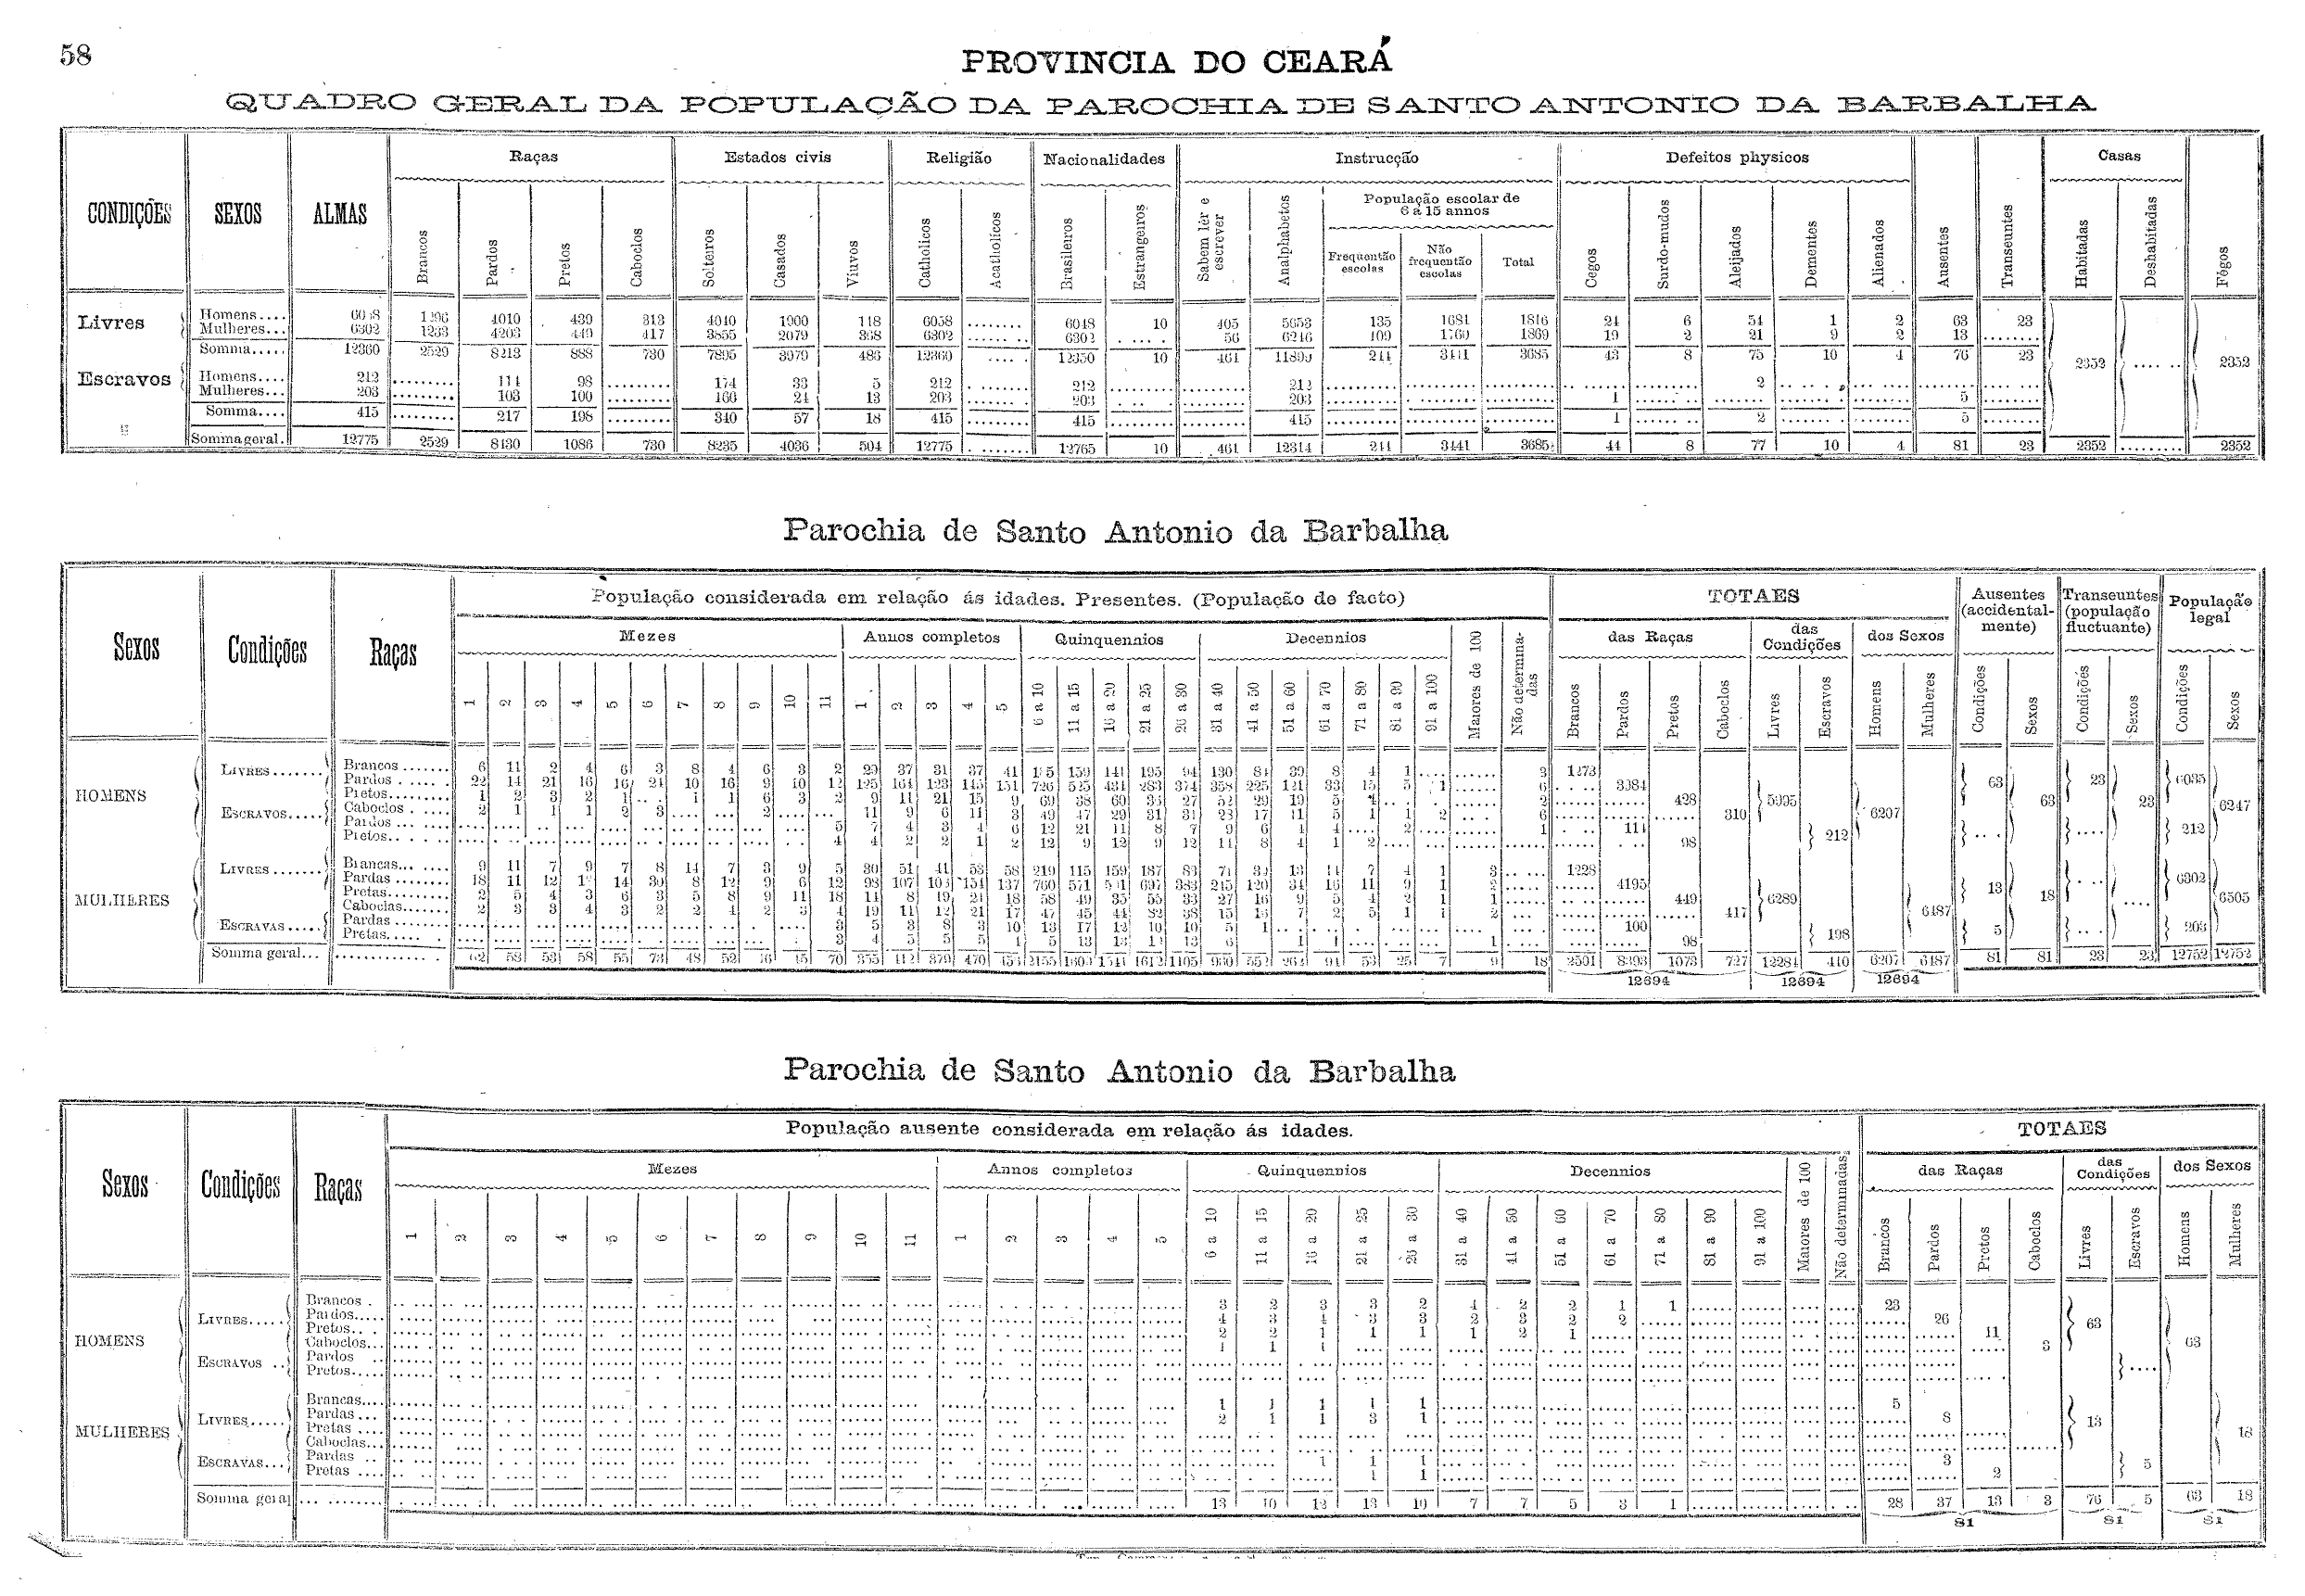 58
PROVINCIA DO CEARÁ
QUADRO GERAL DA POPULAÇÃO DA PAROCHIA DE SANTO ANTONIO DA BARBALHA
CONDIÇÕES SEXOS ALMAS Raças Estados civis Religião Nacionalidades Instrucção Defeitos physicos Ausentes Transeuntes Casas Fógos
População escolar de 6 a 15 annos
Brancos Pardos Pretos Caboclos Solteiros Casados Viuvos Catholicos Acatholicos Brasileiros Estrangeiros Sabem lêr e escrever Analphabetos Frequentão escolas Não frequentão escolas Total Cegos Surdo-mudos Aleijados Dementes Alienados Habitadas Deshabitadas
Livres Homens.... 4010 439 313 4010 1900 118 6058 6048 10 405 5653 135 1681 1816 24 6 54 1 2 63 23
Mulheres... 6302 1233 4203 449 417 3855 2079 368 6302 6302 56 6246 109 1760 1869 19 2 21 9 2 13
Somma..... 12360 2529 8213 888 730 7895 3979 486 12360 12350 10 461 11899 244 3441 3685 43 8 75 10 4 76 23 2352 2352
Escravos Homens.... 212 114 98 174 33 5 212 212 212 2
Mulheres... 203 103 100 166 24 13 203 203 203 1 5
Somma.... 415 217 198 340 57 18 415 415 415 1 2 5
Somma geral. 12775 2529 8430 1086 730 8235 4036 504 12775 12765 10 461 12314 244 3441 3685 44 8 77 10 4 81 23 2352 2352
Parochia de Santo Antonio da Barbalha
Sexos Condições Raças População considerada em relação ás idades. Presentes. (População de facto) TOTAES Ausentes (accidentalmente) Transeuntes (população fluctuante) População legal
Mezes Annos completos Quinquennios Decennios Maiores de 100 Não determinadas das Raças das Condições dos Sexos
1 2 3 4 5 6 7 8 9 10 11 1 2 3 4 5 6 a 10 11 a 15 16 a 20 21 a 25 26 a 30 31 a 40 41 a 50 51 a 60 61 a 70 71 a 80 81 a 90 91 a 100 Brancos Pardos Pretos Caboclos Livres Escravos Homens Mulheres Condições Sexos Condições Sexos Condições Sexos
HOMENS LIVRES....... Brancos ....... 6 11 2 4 6 3 8 4 6 3 2 29 37 31 37 41 159 141 195 94 130 84 39 8 4 1 3 1273
Pardos ..... 22 14 21 16 16 24 10 16 9 10 12 125 164 123 145 151 726 525 431 283 374 358 225 121 33 15 5 1 6 3384
Pretos........ 1 2 3 2 1 1 1 6 3 2 9 11 21 15 9 69 38 60 27 52 29 19 5 4 2 428 5395
Caboclos ...... 2 1 1 1 2 3 2 11 9 6 11 3 49 47 29 31 31 23 17 11 5 1 1 2 6 310 6207
ESCRAVOS..... Pardos ... .... 5 7 4 3 4 6 12 21 11 8 7 9 6 4 4 2 1 114 212
Pretos....... 4 4 2 2 1 2 12 9 12 9 12 11 8 4 1 2 98
63 63 23 23 6035 6247 212
MULHERES LIVRES....... Brancas... .... 9 11 7 9 7 8 14 7 3 9 5 30 51 41 53 58 219 115 159 187 83 71 13 14 7 4 1 3 1228
Pardas ........ 18 11 12 14 30 8 12 9 6 12 93 107 103 154 137 760 571 697 383 245 120 34 16 11 9 1 2 4195
Pretas........ 2 5 4 3 6 3 5 8 9 11 18 14 8 19 21 18 58 49 35 55 33 27 16 9 5 4 2 1 1 449 6289
Caboclas....... 2 3 3 4 3 2 2 4 2 3 4 19 11 12 21 17 47 45 44 82 38 15 7 2 5 1 1 2 417 6487
ESCRAVAS..... Pardas ....... 3 5 3 8 3 10 13 17 12 10 10 5 1 100 198
Pretas..... 3 4 5 5 5 1 5 13 13 13 6 1 1 1 98
13 18 5 6302 6505 203
Somma geral... 62 58 53 58 55 73 48 52 70 355 412 379 470 2155 1612 1105 7 9 18 2501 8393 1073 727 12284 410 6207 6487 81 81 23 23 12752 12752
12694 12694 12694
Parochia de Santo Antonio da Barbalha
Sexos Condições Raças População ausente considerada em relação ás idades. TOTAES
Mezes Annos completos Quinquennios Decennios Maiores de 100 Não determinadas das Raças das Condições dos Sexos
1 2 3 4 5 6 7 8 9 10 11 1 2 3 4 5 6 a 10 11 a 15 16 a 20 21 a 25 26 a 30 31 a 40 41 a 50 51 a 60 61 a 70 71 a 80 81 a 90 91 a 100 Brancos Pardos Pretos Caboclos Livres Escravos Homens Mulheres
HOMENS LIVRES..... Brancos . 3 2 3 3 2 4 2 2 1 1 23
Pardos.... 4 3 4 3 3 2 3 2 2 26 63
Pretos.. 2 2 1 1 1 1 2 1 11
Caboclos... 1 1 1 3 63
ESCRAVOS .. Pardos ..
Pretos.....
MULHERES LIVRES..... Brancas.... 1 1 1 1 1 5
Pardas ... 2 1 1 3 1 8 13
Pretas .... 18
Caboclas...
ESCRAVAS... Pardas .. 1 1 1 3 5
Pretas .... 1 1 2
Somma geral 13 10 12 13 10 7 7 5 3 1 28 37 13 3 76 5 63 18
81 81 81